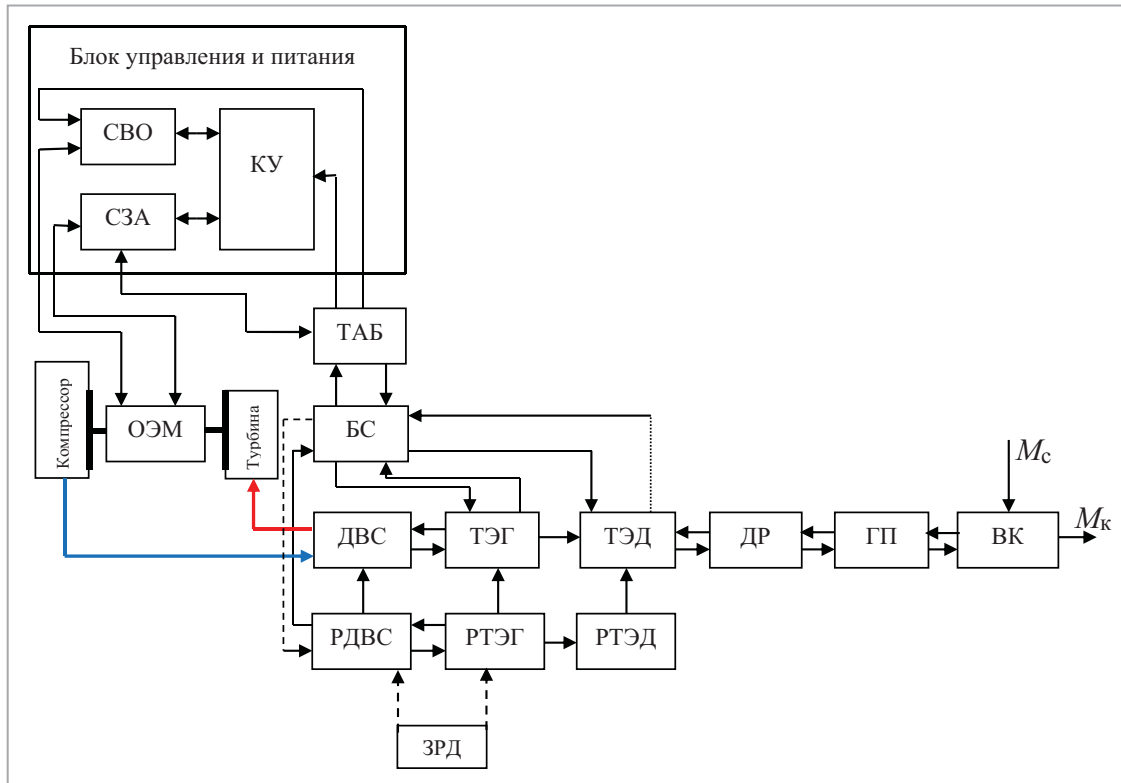 Блок управления и питания
СВО
КУ
СЗА
ТАБ
Компрессор
ОЭМ
Турбина
БС
Mс
Mк
ДВС
ТЭГ
ТЭД
ДР
ГП
ВК
РДВС
РТЭГ
РТЭД
ЗРД